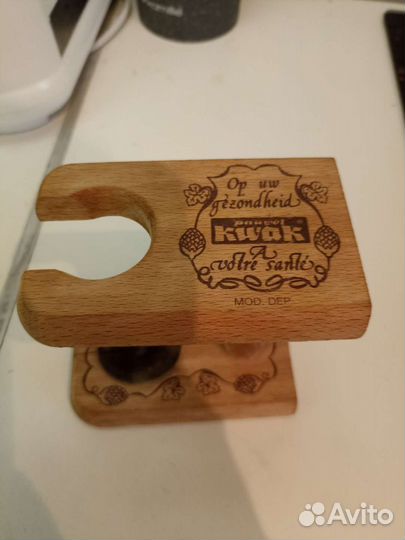 Op uw
gezondheid
PAUWEL
kwak
A
votre santé
MOD. DEP.
Avito